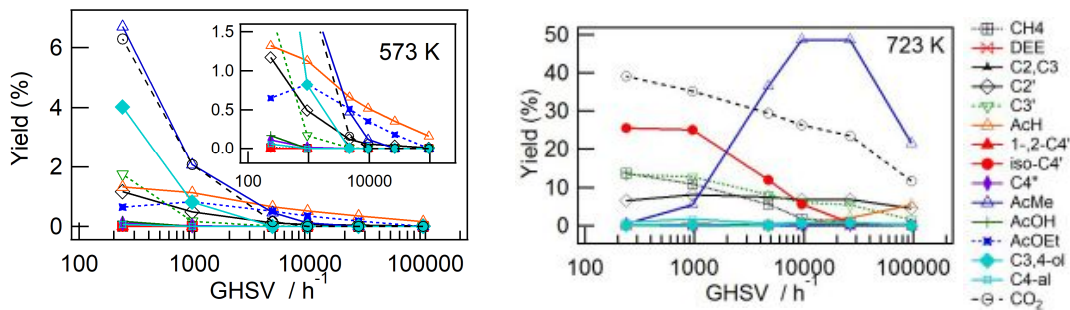 Yield (%)
6
4
2
0
100
1000
10000
100000
GHSV / h-1
1.5
1.0
0.5
0.0
100
10000
573 K
Yield (%)
50
40
30
20
10
0
100
1000
10000
100000
GHSV / h-1
723 K
CH4
DEE
C2,C3
C2'
C3'
AcH
1-,2-C4'
iso-C4'
C4"
AcMe
AcOH
AcOEt
C3,4-ol
C4-al
CO2